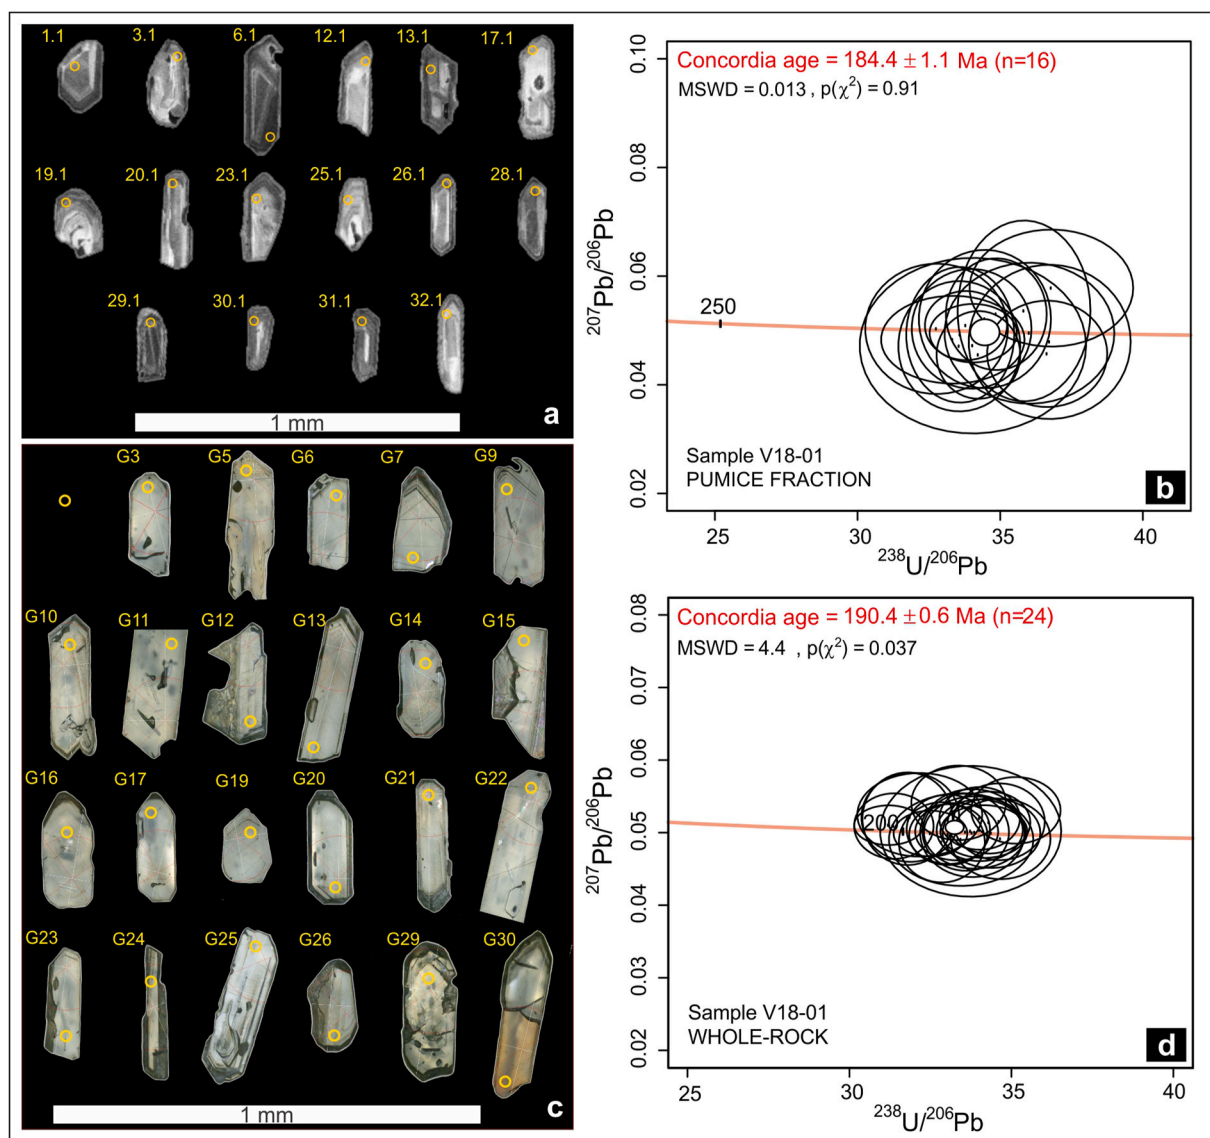 1.1 3.1 6.1 12.1 13.1 17.1
19.1 20.1 23.1 25.1 26.1 28.1
29.1 30.1 31.1 32.1
1 mm
a
Concordia age = 184.4 ± 1.1 Ma (n=16)
MSWD = 0.013 , p(χ²) = 0.91
0.10
0.08
0.06
0.04
0.02
207Pb/206Pb
250
Sample V18-01
PUMICE FRACTION
b
25 30 35 40
238U/206Pb
G3 G5 G6 G7 G9
G10 G11 G12 G13 G14 G15
G16 G17 G19 G20 G21 G22
G23 G24 G25 G26 G29 G30
1 mm
c
Concordia age = 190.4 ± 0.6 Ma (n=24)
MSWD = 4.4 , p(χ²) = 0.037
0.08
0.07
0.06
0.05
0.04
0.03
0.02
207Pb/206Pb
200
Sample V18-01
WHOLE-ROCK
d
25 30 35 40
238U/206Pb